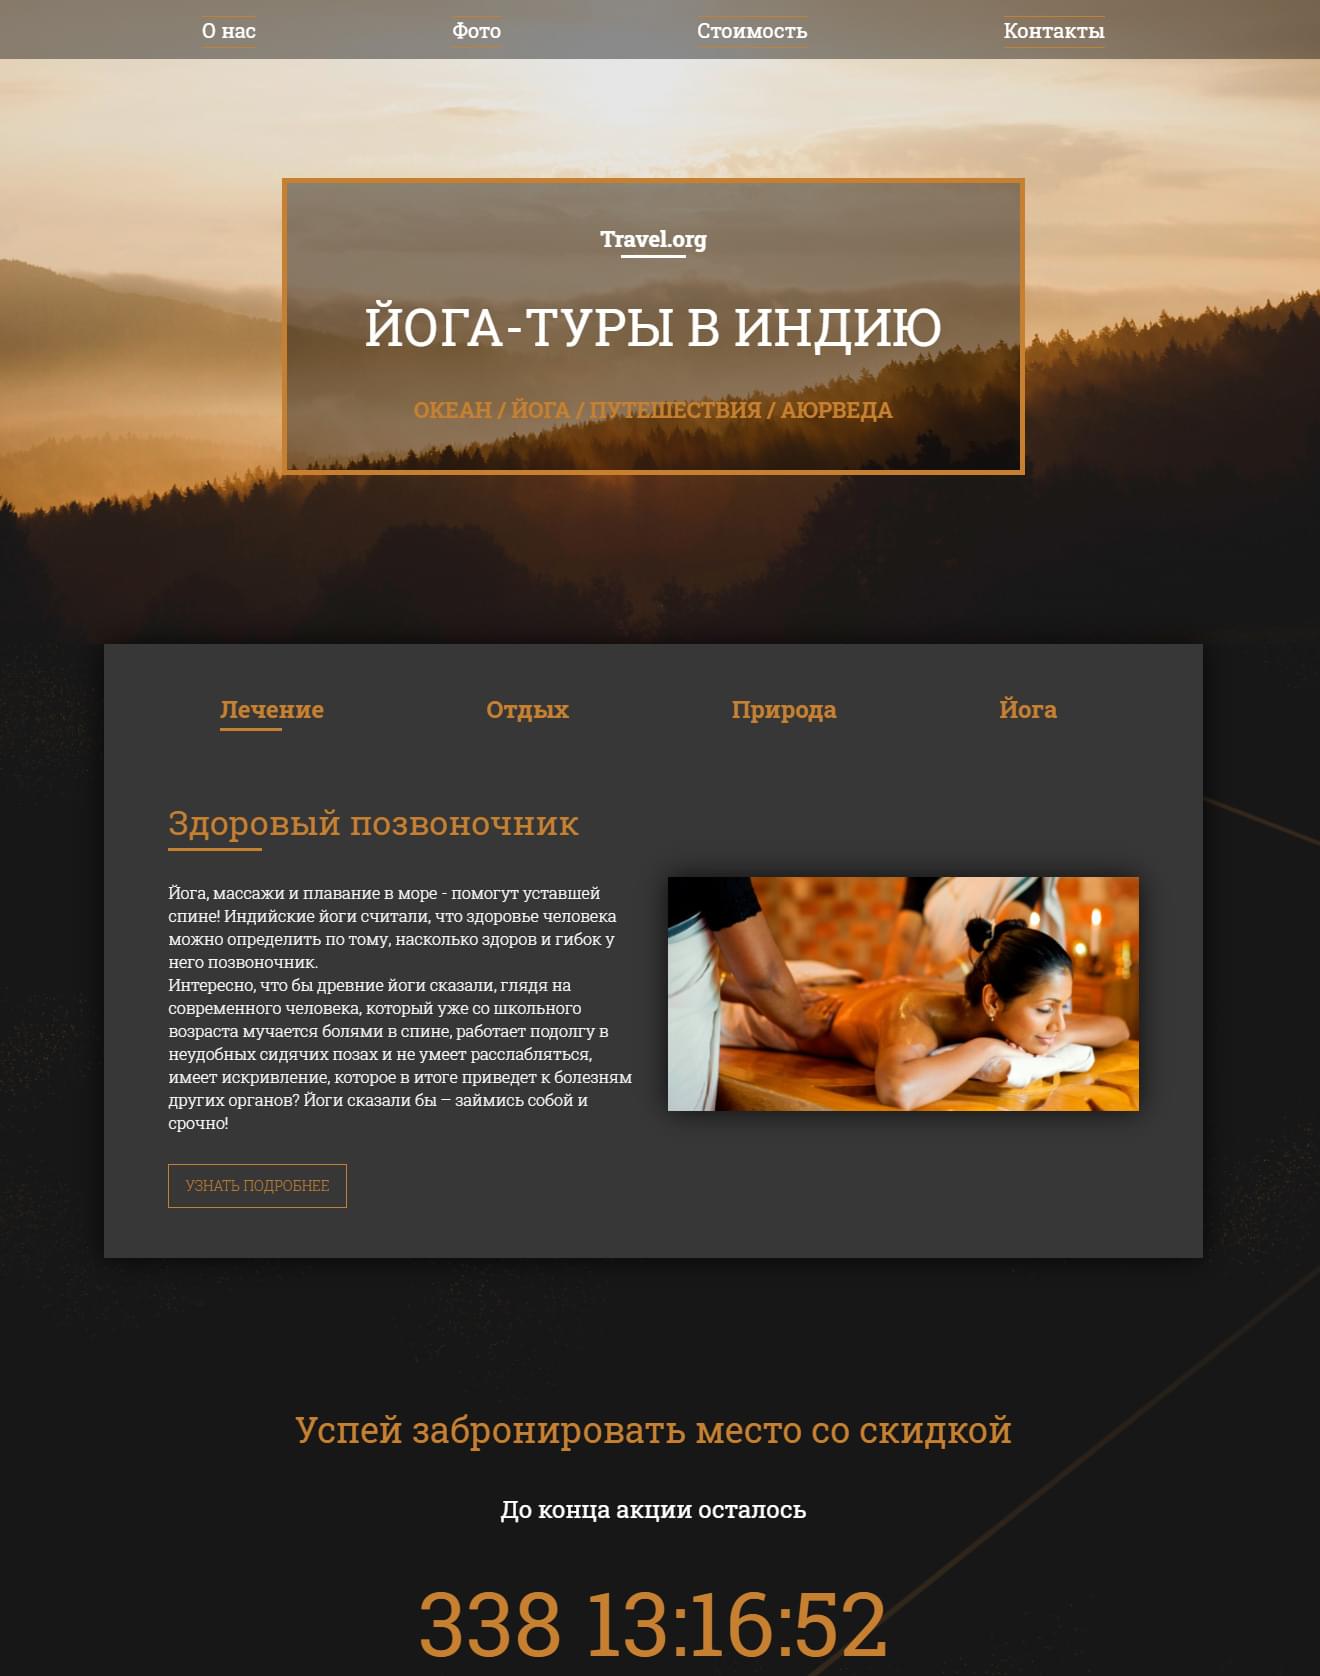 О нас
Фото
Стоимость
Контакты
Travel.org
ЙОГА-ТУРЫ В ИНДИЮ
ОКЕАН / ЙОГА / ПУТЕШЕСТВИЯ / АЮРВЕДА
Лечение
Отдых
Природа
Йога
Здоровый позвоночник
Йога, массажи и плавание в море - помогут уставшей
спине! Индийские йоги считали, что здоровье человека
можно определить по тому, насколько здоров и гибок у
него позвоночник.
Интересно, что бы древние йоги сказали, глядя на
современного человека, который уже со школьного
возраста мучается болями в спине, работает подолгу в
неудобных сидячих позах и не умеет расслабляться,
имеет искривление, которое в итоге приведет к болезням
других органов? Йоги сказали бы – займись собой и
срочно!
УЗНАТЬ ПОДРОБНЕЕ
Успей забронировать место со скидкой
До конца акции осталось
338 13:16:52